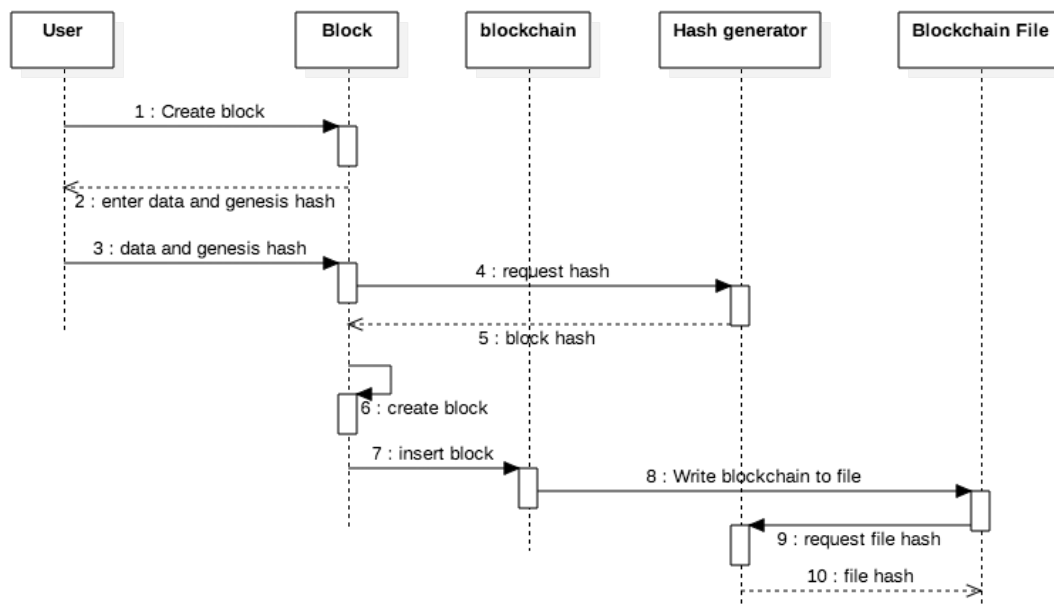 User
Block
blockchain
Hash generator
Blockchain File
1 : Create block
2 : enter data and genesis hash
3 : data and genesis hash
4 : request hash
5 : block hash
6 : create block
7 : insert block
8 : Write blockchain to file
9 : request file hash
10 : file hash